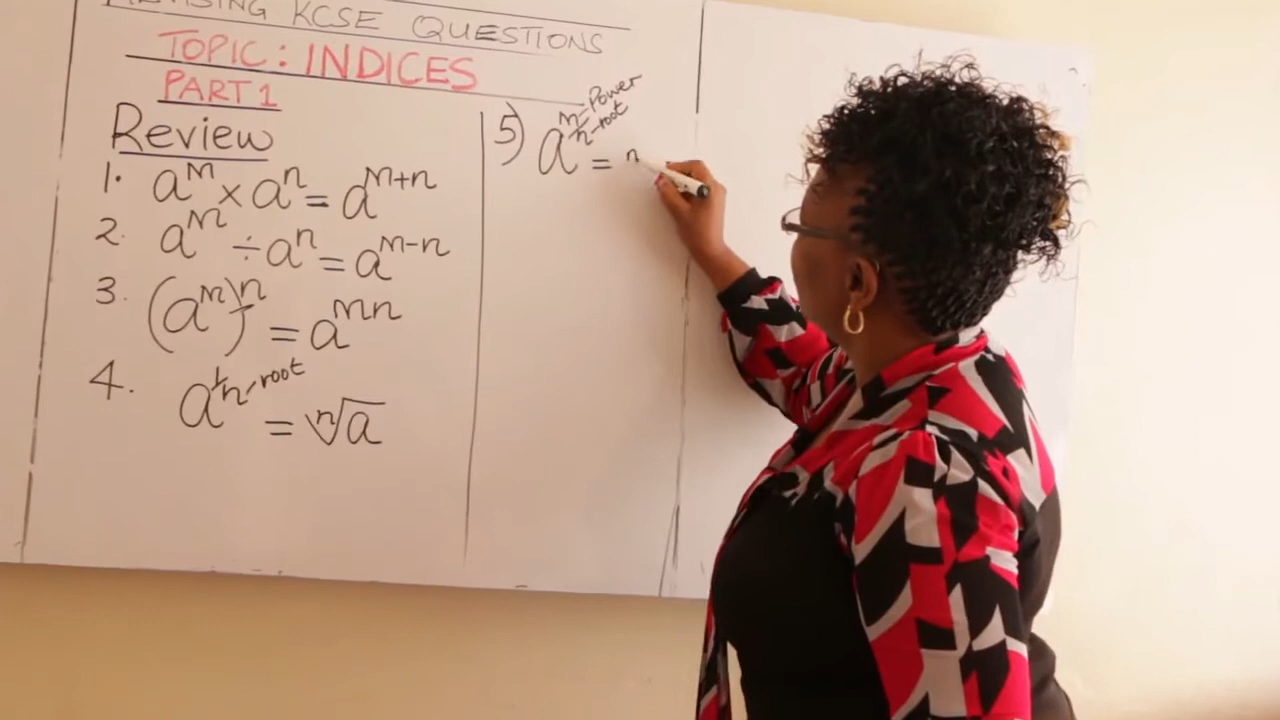 REVISING KCSE QUESTIONS
TOPIC: INDICES
PART 1
Review
1. a^m × a^n = a^(m+n)
2. a^m ÷ a^n = a^(m-n)
3. (a^m)^n = a^(mn)
4. a^(1/n) - root = ⁿ√a
5) a^(m/n) = n
m - Power
n - root